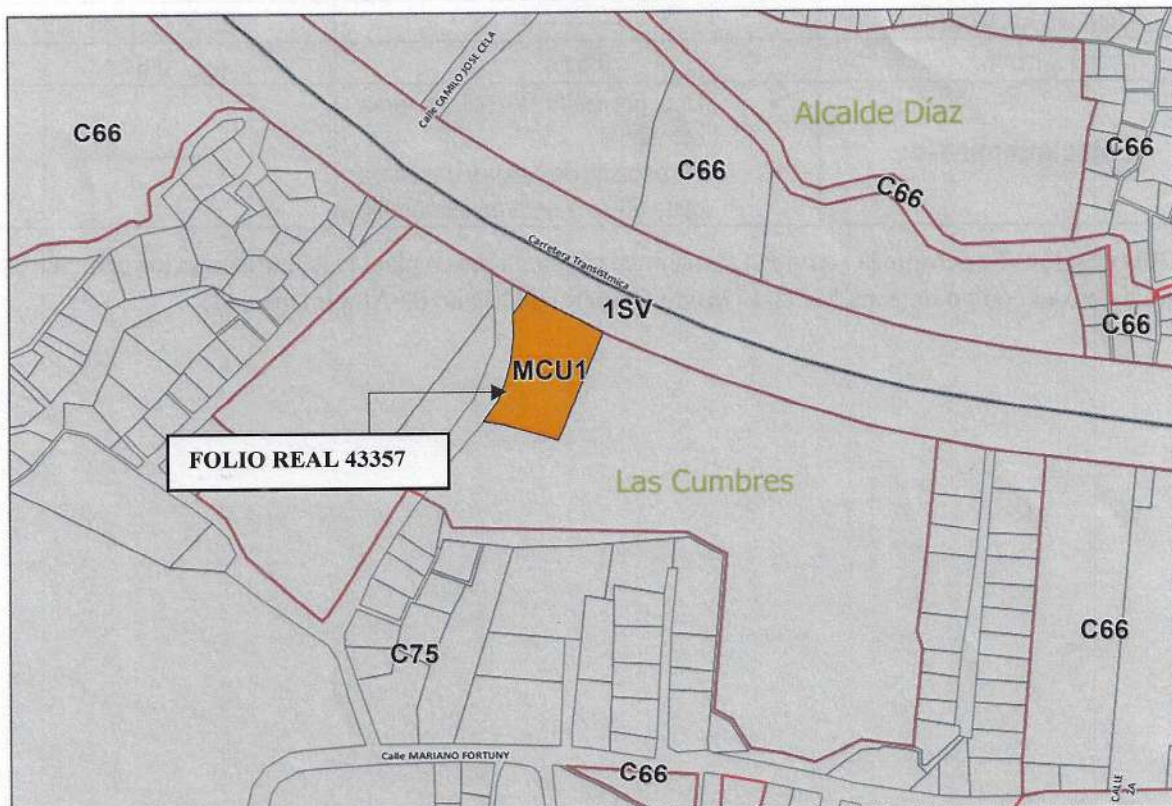 Calle CAMILO JOSE CELA
C66
Alcalde Díaz
C66
C66
C66
Carretera Transístmica
1SV
C66
MCU1
FOLIO REAL 43357
Las Cumbres
C66
C75
Calle MARIANO FORTUNY
C66
CALLE